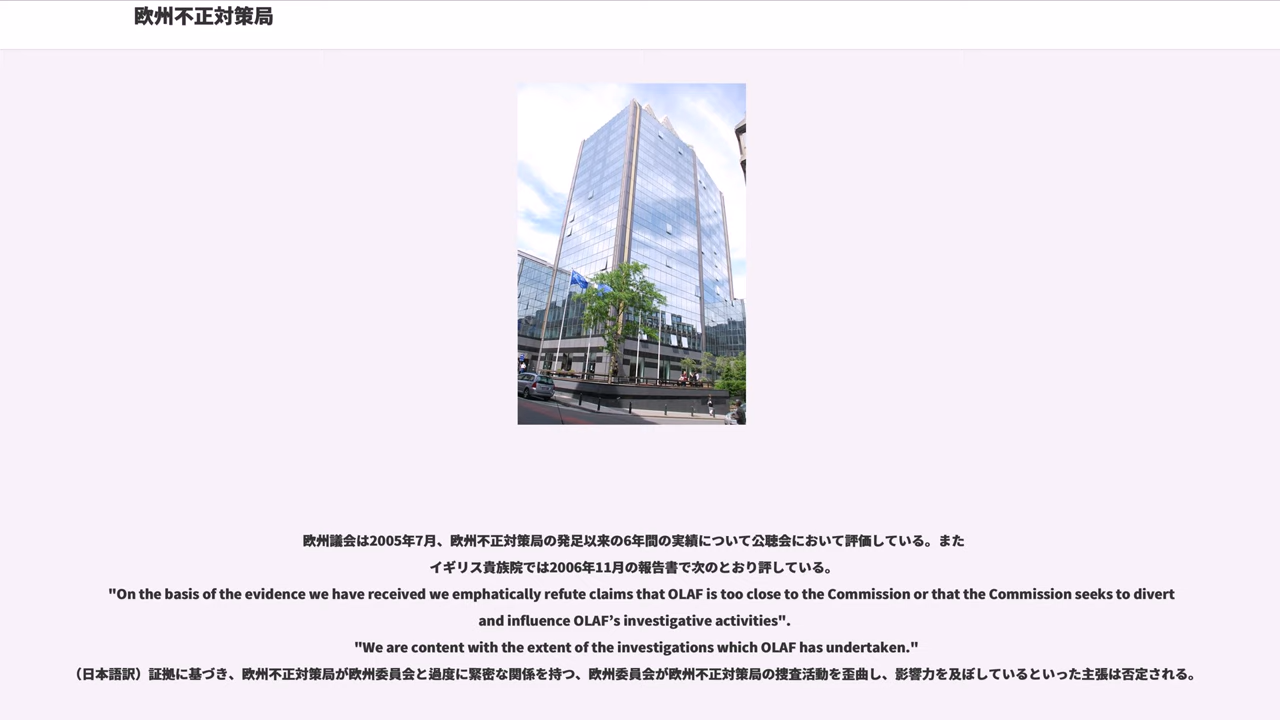 欧州不正対策局
欧州議会は2005年7月、欧州不正対策局の発足以来の6年間の実績について公聴会において評価している。また
イギリス貴族院では2006年11月の報告書で次のとおり評している。
"On the basis of the evidence we have received we emphatically refute claims that OLAF is too close to the Commission or that the Commission seeks to divert
and influence OLAF’s investigative activities".
"We are content with the extent of the investigations which OLAF has undertaken."
（日本語訳）証拠に基づき、欧州不正対策局が欧州委員会と過度に緊密な関係を持つ、欧州委員会が欧州不正対策局の捜査活動を歪曲し、影響力を及ぼしているといった主張は否定される。